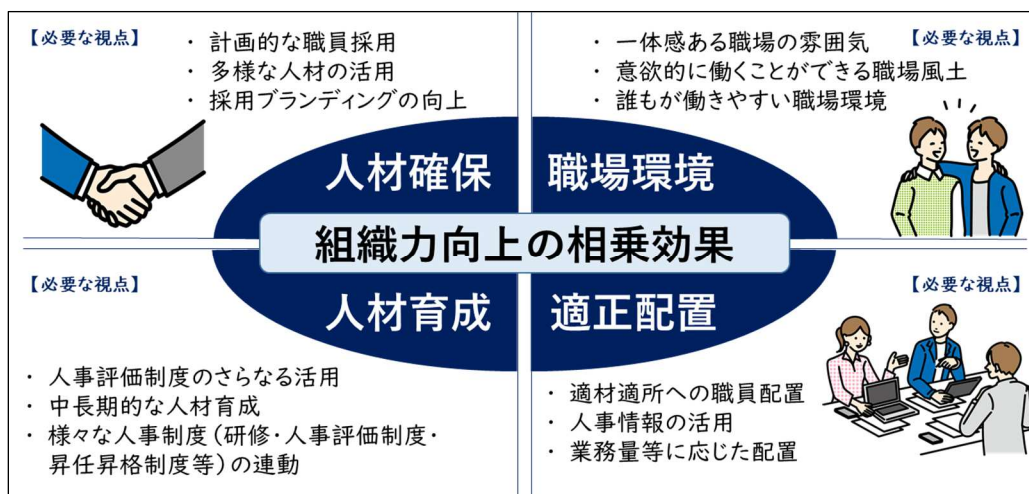 【必要な視点】
・ 計画的な職員採用
・ 多様な人材の活用
・ 採用ブランディングの向上
【必要な視点】
・ 一体感ある職場の雰囲気
・ 意欲的に働くことができる職場風土
・ 誰もが働きやすい職場環境
人材確保
職場環境
組織力向上の相乗効果
人材育成
適正配置
【必要な視点】
・ 人事評価制度のさらなる活用
・ 中長期的な人材育成
・ 様々な人事制度（研修・人事評価制度・
昇任昇格制度等）の連動
【必要な視点】
・ 適材適所への職員配置
・ 人事情報の活用
・ 業務量等に応じた配置